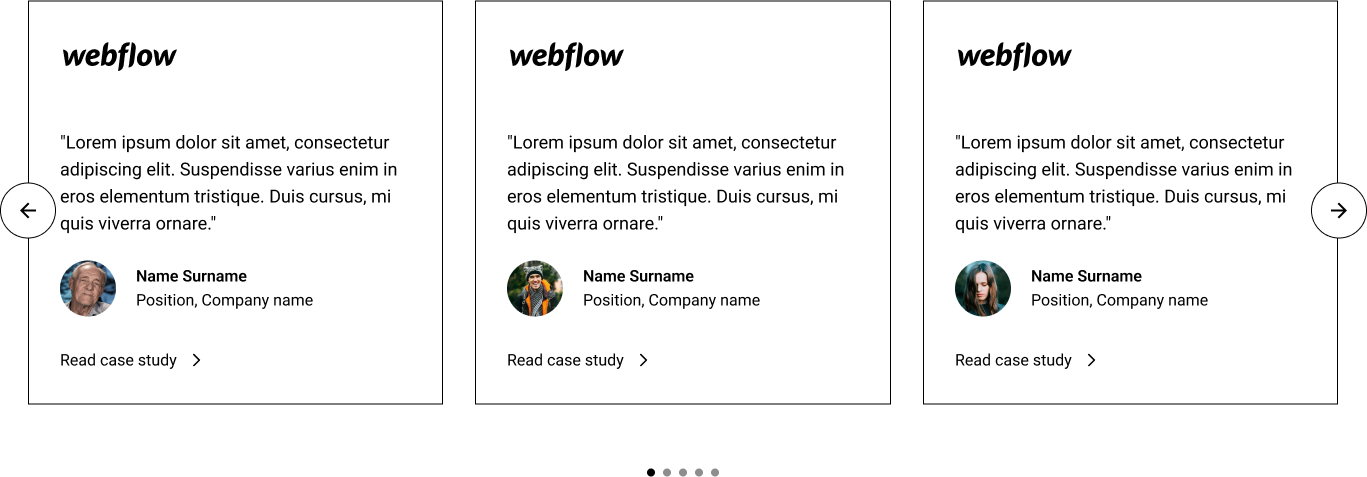 webflow
"Lorem ipsum dolor sit amet, consectetur
adipiscing elit. Suspendisse varius enim in
eros elementum tristique. Duis cursus, mi
quis viverra ornare."
Name Surname
Position, Company name
Read case study
webflow
"Lorem ipsum dolor sit amet, consectetur
adipiscing elit. Suspendisse varius enim in
eros elementum tristique. Duis cursus, mi
quis viverra ornare."
Name Surname
Position, Company name
Read case study
webflow
"Lorem ipsum dolor sit amet, consectetur
adipiscing elit. Suspendisse varius enim in
eros elementum tristique. Duis cursus, mi
quis viverra ornare."
Name Surname
Position, Company name
Read case study